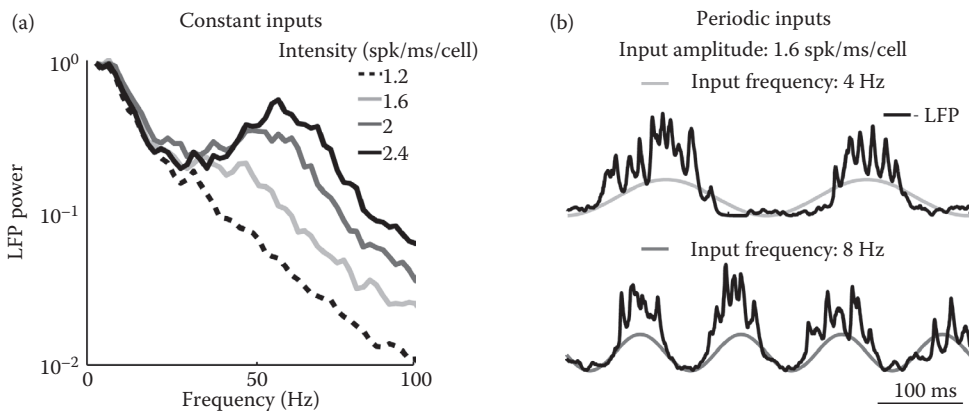 (a) Constant inputs
Intensity (spk/ms/cell)
1.2
1.6
2
2.4
LFP power
10⁰
10⁻¹
10⁻²
0 50 100
Frequency (Hz)
(b) Periodic inputs
Input amplitude: 1.6 spk/ms/cell
Input frequency: 4 Hz
- LFP
Input frequency: 8 Hz
100 ms